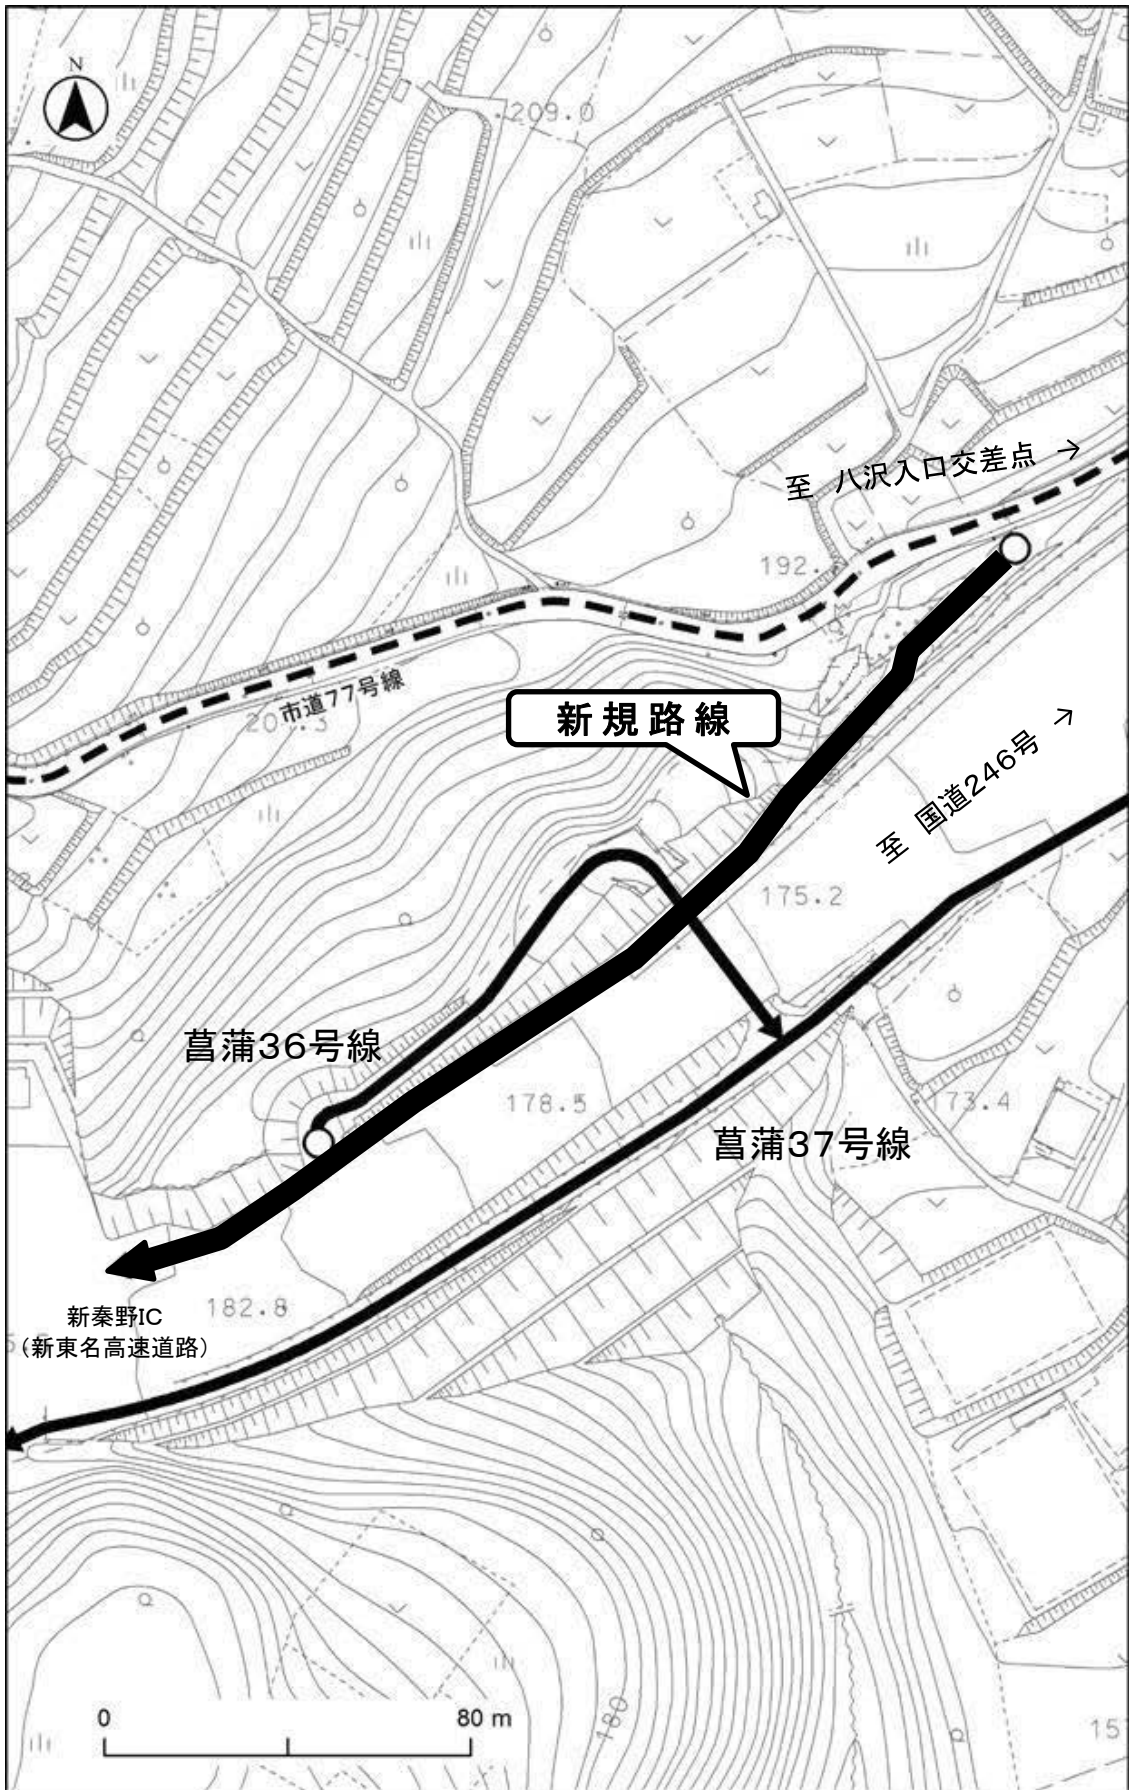 N
209.0
至 八沢入口交差点 →
192.
市道77号線
新規路線
至 国道246号 →
175.2
菖蒲36号線
178.5
73.4
菖蒲37号線
182.8
新秦野IC
(新東名高速道路)
180
0 80 m
15